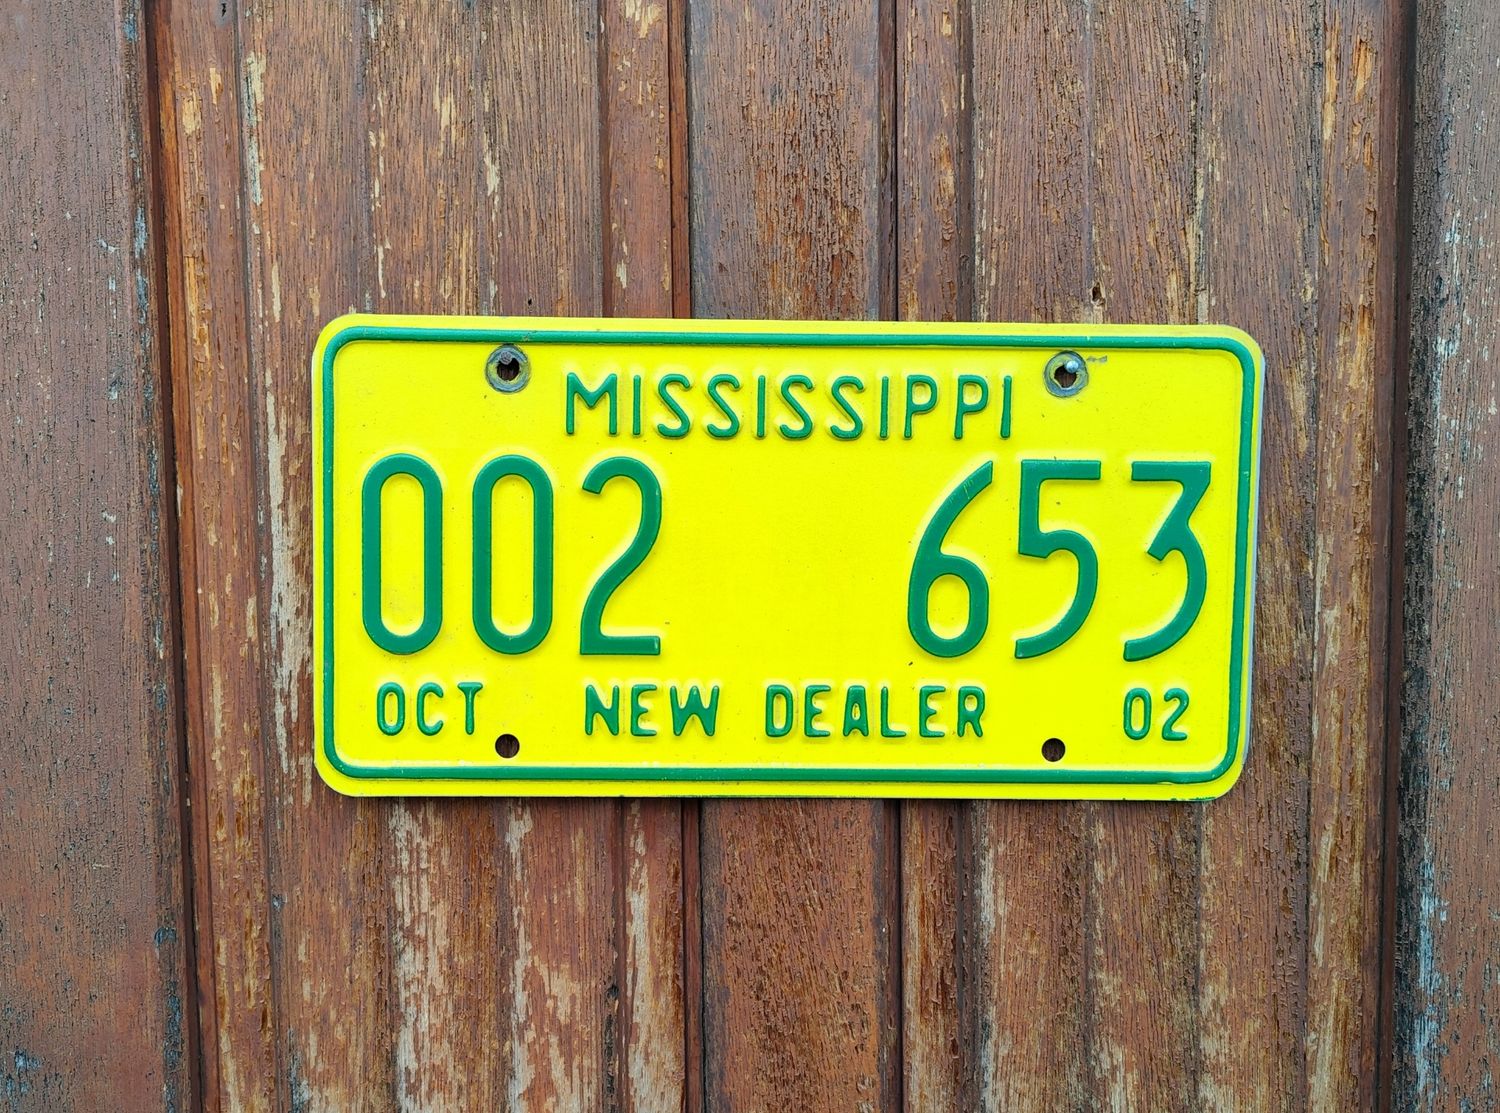 MISSISSIPPI
002 653
OCT NEW DEALER 02